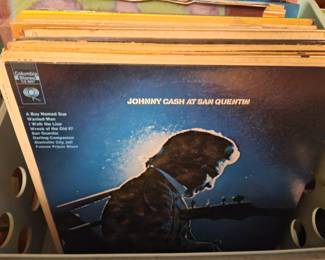 Columbia
Stereo
JOHNNY CASH AT SAN QUENTIN
A Boy Named Sue
Wanted Man
I Walk the Line
Wreck of the Old 97
San Quentin
Darling Companion
Starkville City Jail
Folsom Prison Blues